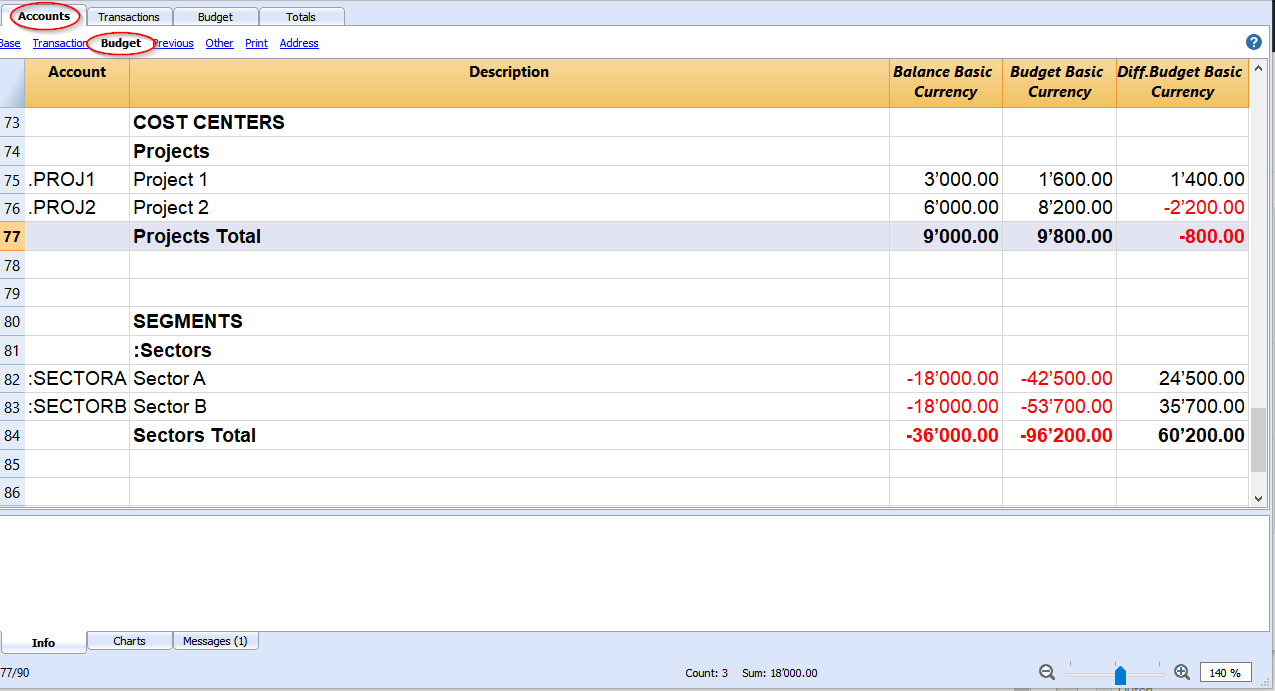 Accounts Transactions Budget Totals
Base Transaction Budget Previous Other Print Address ?
Account Description Balance Basic Currency Budget Basic Currency Diff.Budget Basic Currency
73 COST CENTERS
74 Projects
75 .PROJ1 Project 1 3’000.00 1’600.00 1’400.00
76 .PROJ2 Project 2 6’000.00 8’200.00 -2’200.00
77 Projects Total 9’000.00 9’800.00 -800.00
78
79
80 SEGMENTS
81 :Sectors
82 :SECTORA Sector A -18’000.00 -42’500.00 24’500.00
83 :SECTORB Sector B -18’000.00 -53’700.00 35’700.00
84 Sectors Total -36’000.00 -96’200.00 60’200.00
85
86
Info Charts Messages (1)
77/90 Count: 3 Sum: 18’000.00 140 %